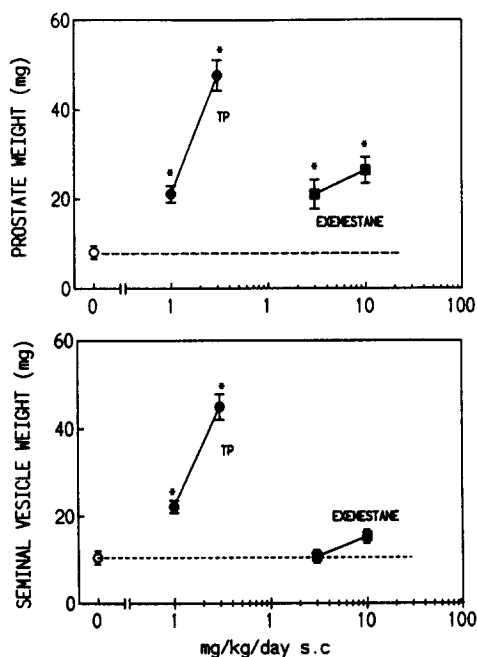 60
*
40
TP
*
*
*
20
EXEMESTANE
0
PROSTATE WEIGHT (mg)
0 1 1 10 100
60
*
40
TP
*
20
EXEMESTANE
0
SEMINAL VESICLE WEIGHT (mg)
0 1 1 10 100
mg/kg/day s.c